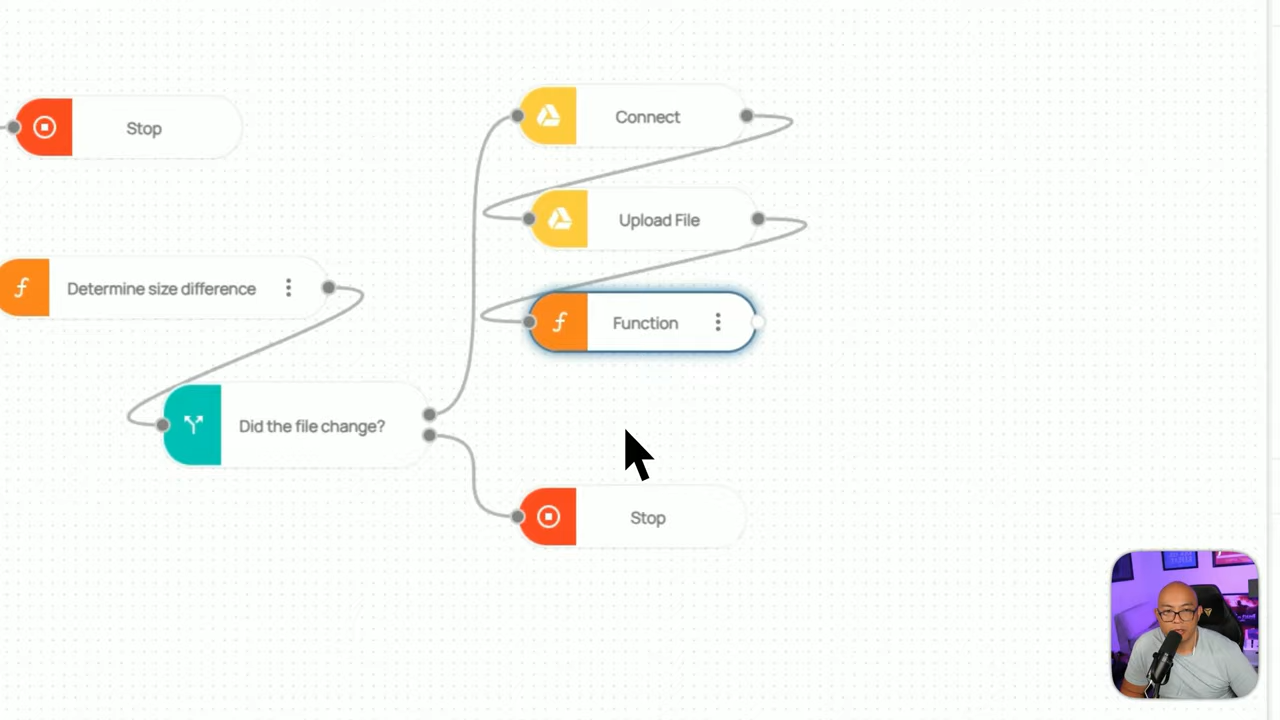 Stop
Connect
Upload File
Determine size difference
Function
Did the file change?
Stop